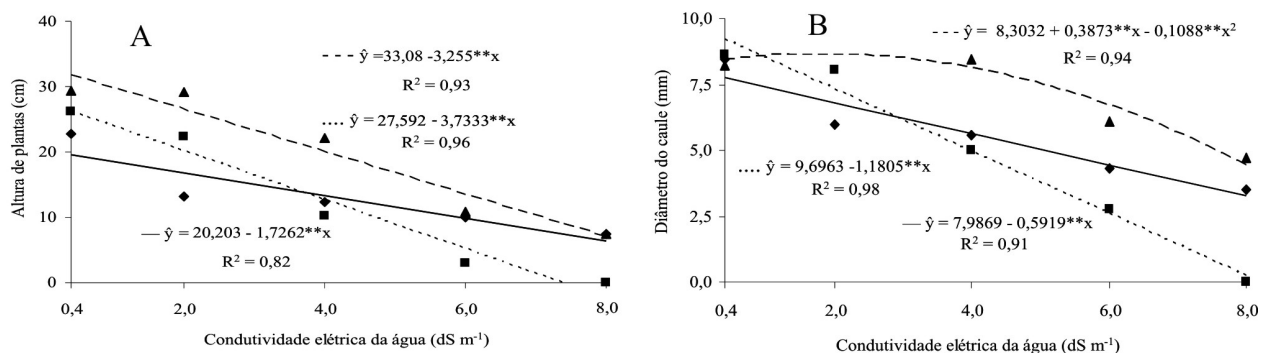 A
Altura de plantas (cm)
40
30
20
10
0
0,4
2,0
4,0
6,0
8,0
ŷ =33,08 -3,255**x
R² = 0,93
ŷ = 27,592 - 3,7333**x
R² = 0,96
ŷ = 20,203 - 1,7262**x
R² = 0,82
Condutividade elétrica da água (dS m⁻¹)
B
Diâmetro do caule (mm)
10,0
7,5
5,0
2,5
0,0
0,4
2,0
4,0
6,0
8,0
ŷ = 8,3032 + 0,3873**x - 0,1088**x²
R² = 0,94
ŷ = 9,6963 -1,1805**x
R² = 0,98
ŷ = 7,9869 - 0,5919**x
R² = 0,91
Condutividade elétrica da água (dS m⁻¹)